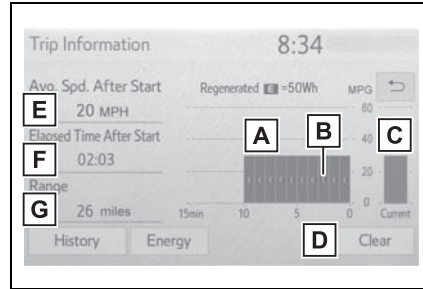 Trip Information 8:34
Avg. Spd. After Start Regenerated E =50Wh MPG
E 20 MPH 60
Elapsed Time After Start A B 40 C
F 02:03 20
Range 0
G 26 miles 15min 10 5 0 Current
History Energy D Clear